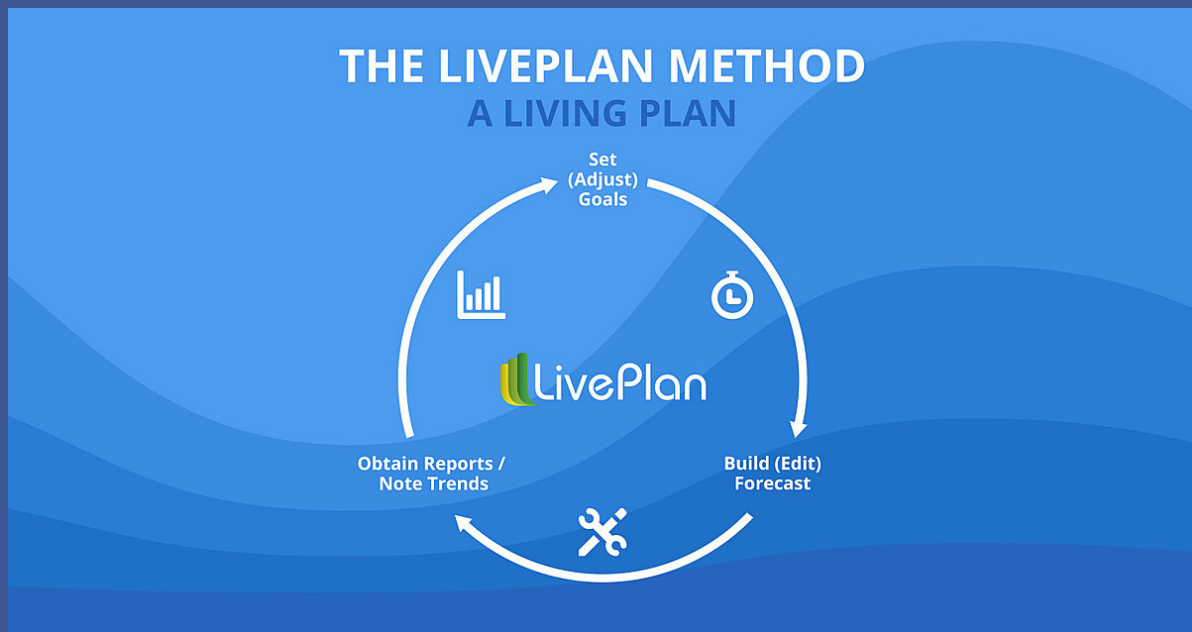 THE LIVEPLAN METHOD
A LIVING PLAN
Set
(Adjust)
Goals
LivePlan
Obtain Reports /
Note Trends
Build (Edit)
Forecast